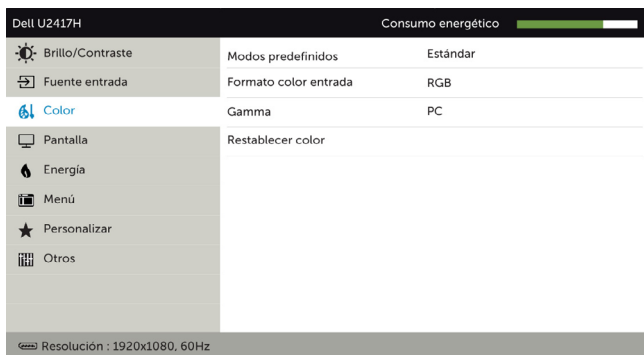 Dell U2417H Consumo energético
Brillo/Contraste
Fuente entrada
Color
Pantalla
Energía
Menú
Personalizar
Otros
Modos predefinidos Estándar
Formato color entrada RGB
Gamma PC
Restablecer color
Resolución : 1920x1080, 60Hz